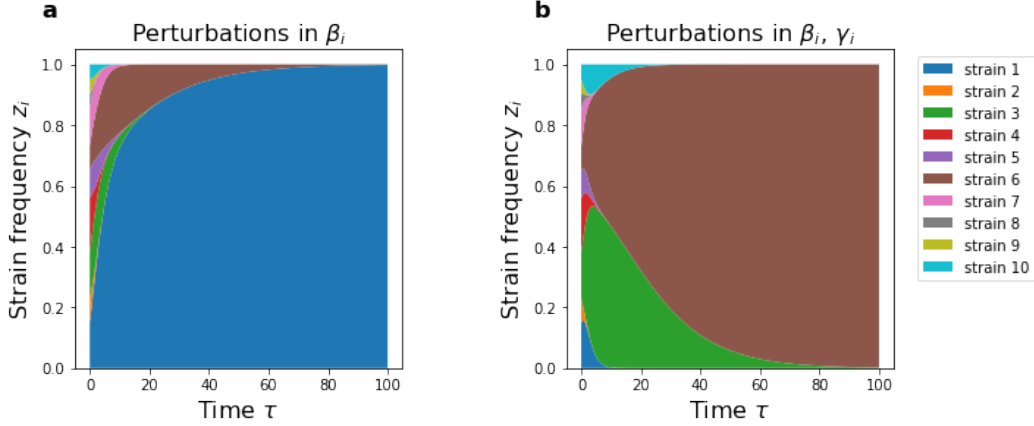 a
Perturbations in βᵢ
Strain frequency zᵢ
1.0
0.8
0.6
0.4
0.2
0.0
0 20 40 60 80 100
Time τ
b
Perturbations in βᵢ, γᵢ
Strain frequency zᵢ
1.0
0.8
0.6
0.4
0.2
0.0
0 20 40 60 80 100
Time τ
strain 1
strain 2
strain 3
strain 4
strain 5
strain 6
strain 7
strain 8
strain 9
strain 10